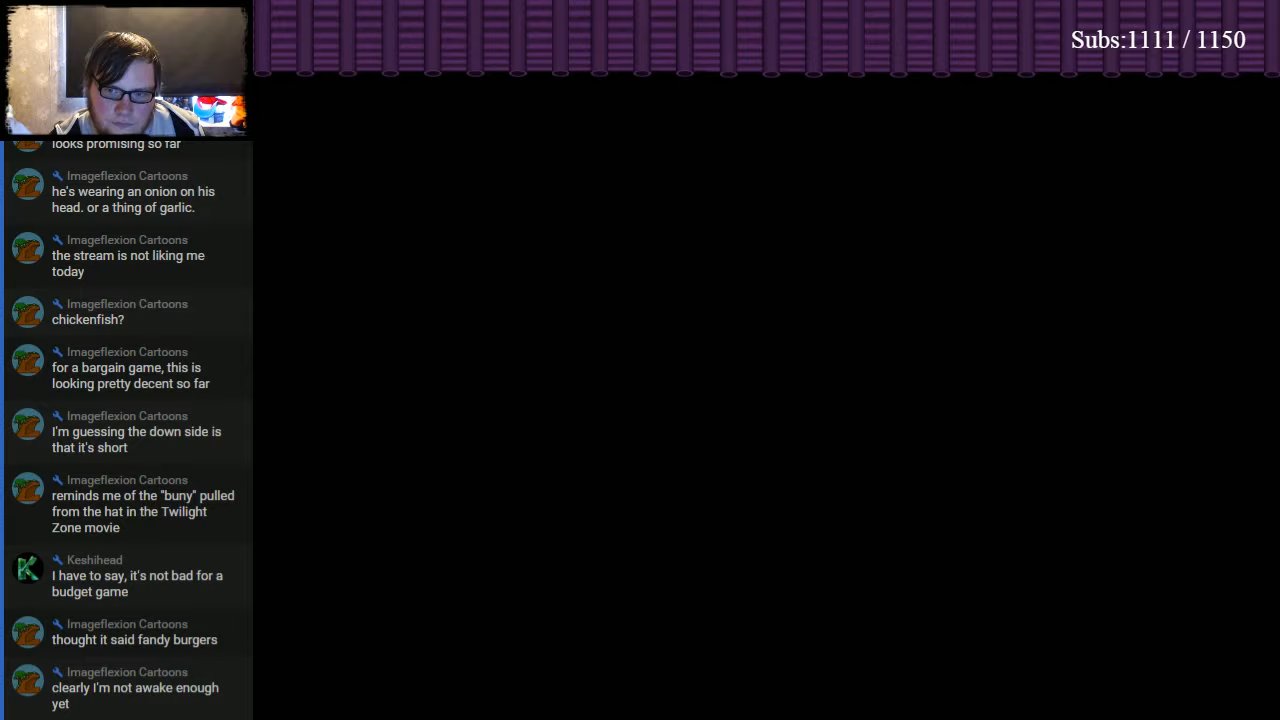 Subs:1111 / 1150
looks promising so far
Imageflexion Cartoons
he's wearing an onion on his
head. or a thing of garlic.
Imageflexion Cartoons
the stream is not liking me
today
Imageflexion Cartoons
chickenfish?
Imageflexion Cartoons
for a bargain game, this is
looking pretty decent so far
Imageflexion Cartoons
I'm guessing the down side is
that it's short
Imageflexion Cartoons
reminds me of the "buny" pulled
from the hat in the Twilight
Zone movie
Keshihead
I have to say, it's not bad for a
budget game
Imageflexion Cartoons
thought it said fandy burgers
Imageflexion Cartoons
clearly I'm not awake enough
yet